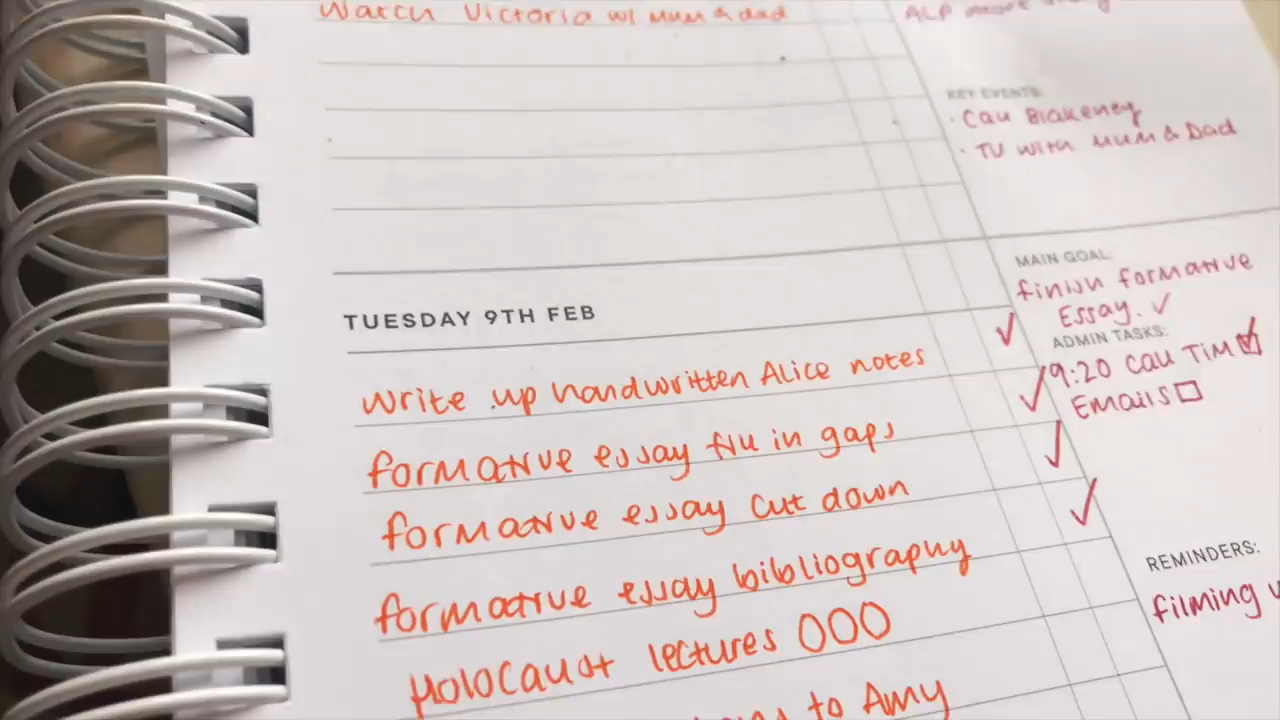 Watch Victoria w/ Mum & dad
ALP
KEY EVENTS:
· Call Blakeney
· TV with Mum & Dad
TUESDAY 9TH FEB
write up handwritten Alice notes
formative essay fill in gaps
formative essay cut down
formative essay bibliography
Holocaust lectures OOO
to Amy
MAIN GOAL:
finish formative
Essay. ✓
ADMIN TASKS:
9:20 Call Tim
Emails
REMINDERS:
filming